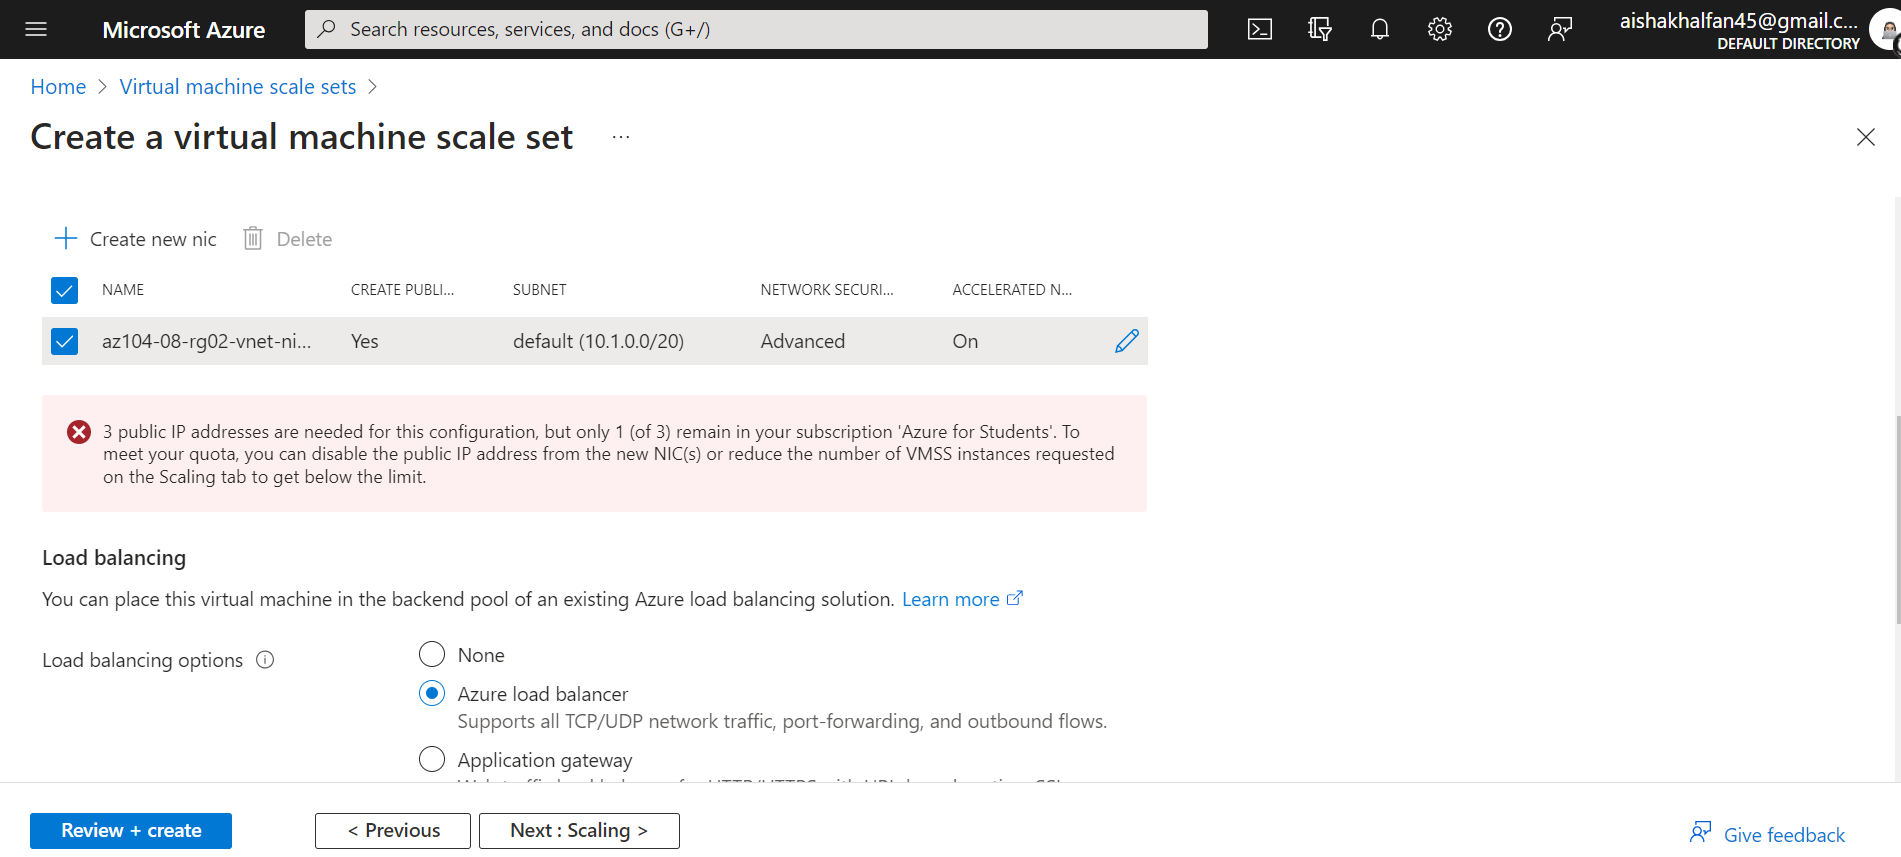 Microsoft Azure
Search resources, services, and docs (G+/)
aishakhalfan45@gmail.c...
DEFAULT DIRECTORY
Home > Virtual machine scale sets >
Create a virtual machine scale set ...
Create new nic Delete
NAME CREATE PUBLI... SUBNET NETWORK SECURI... ACCELERATED N...
az104-08-rg02-vnet-ni... Yes default (10.1.0.0/20) Advanced On
3 public IP addresses are needed for this configuration, but only 1 (of 3) remain in your subscription 'Azure for Students'. To
meet your quota, you can disable the public IP address from the new NIC(s) or reduce the number of VMSS instances requested
on the Scaling tab to get below the limit.
Load balancing
You can place this virtual machine in the backend pool of an existing Azure load balancing solution. Learn more
Load balancing options
None
Azure load balancer
Supports all TCP/UDP network traffic, port-forwarding, and outbound flows.
Application gateway
Review + create
< Previous
Next : Scaling >
Give feedback